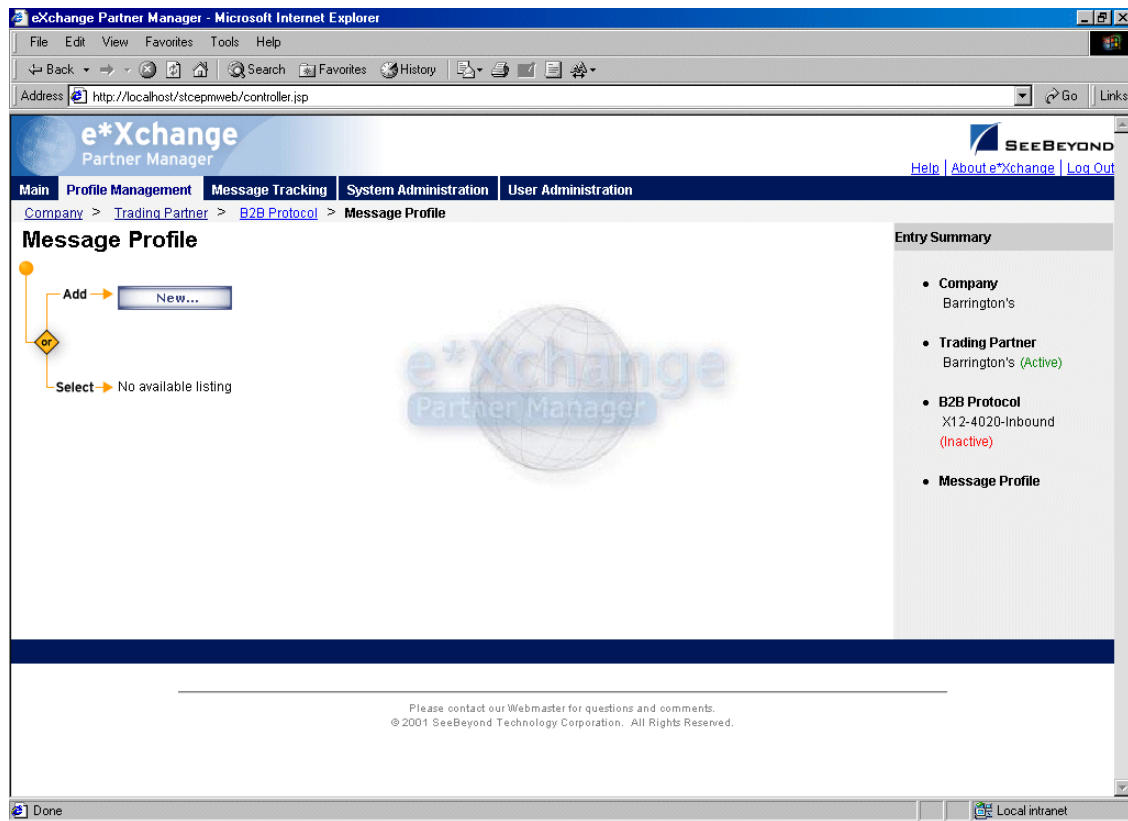 eXchange Partner Manager - Microsoft Internet Explorer
File Edit View Favorites Tools Help
Back Search Favorites History
Address http://localhost/stcepmweb/controller.jsp Go Links
e*Xchange
Partner Manager
SEEBEYOND
Help | About e*Xchange | Log Out
Main Profile Management Message Tracking System Administration User Administration
Company > Trading Partner > B2B Protocol > Message Profile
Message Profile
Add New...
or
Select No available listing
e*Xchange
Partner Manager
Entry Summary
• Company
Barrington's
• Trading Partner
Barrington's (Active)
• B2B Protocol
X12-4020-Inbound
(Inactive)
• Message Profile
Please contact our Webmaster for questions and comments.
© 2001 SeeBeyond Technology Corporation. All Rights Reserved.
Done Local intranet